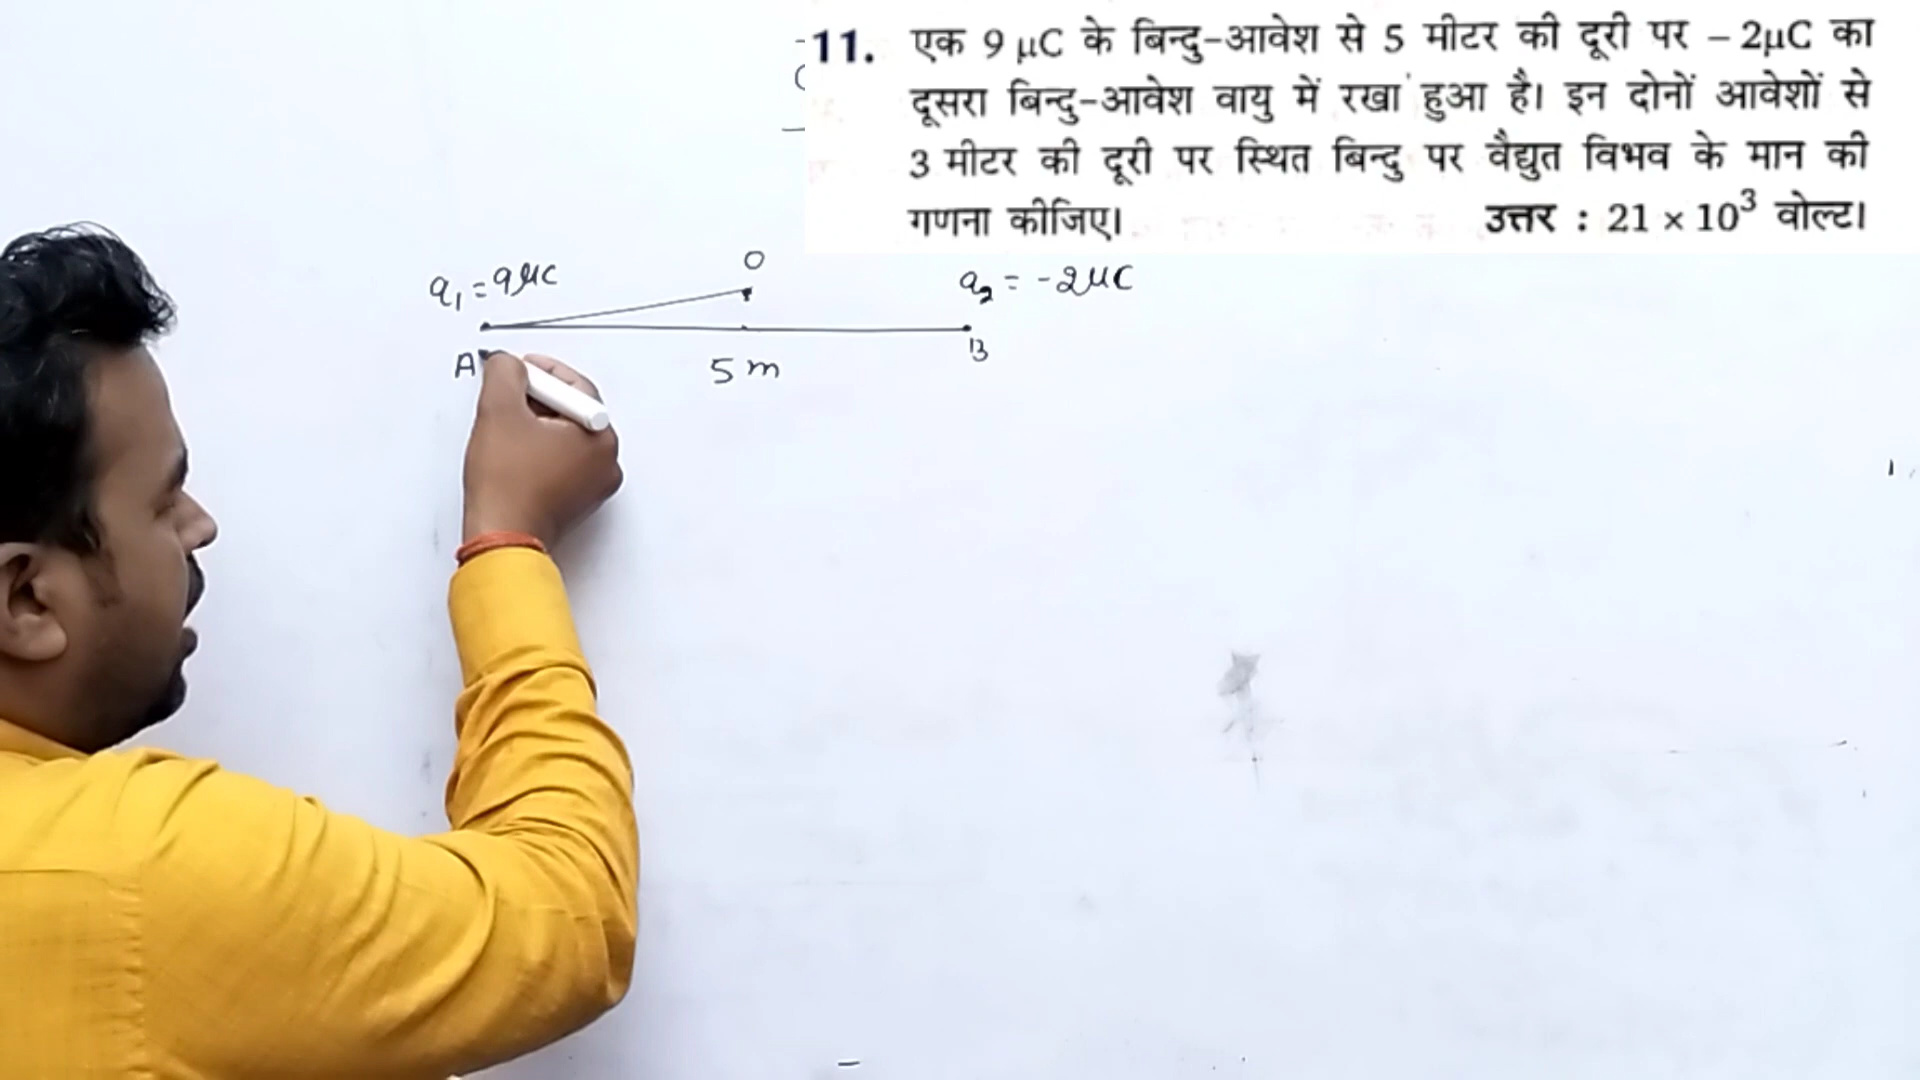 11. एक 9 μC के बिन्दु-आवेश से 5 मीटर की दूरी पर – 2μC का
दूसरा बिन्दु-आवेश वायु में रखा हुआ है। इन दोनों आवेशों से
3 मीटर की दूरी पर स्थित बिन्दु पर वैद्युत विभव के मान की
गणना कीजिए। उत्तर : 21 × 10³ वोल्ट।
q₁ = 9μC O q₂ = -2μC
A 5 m B